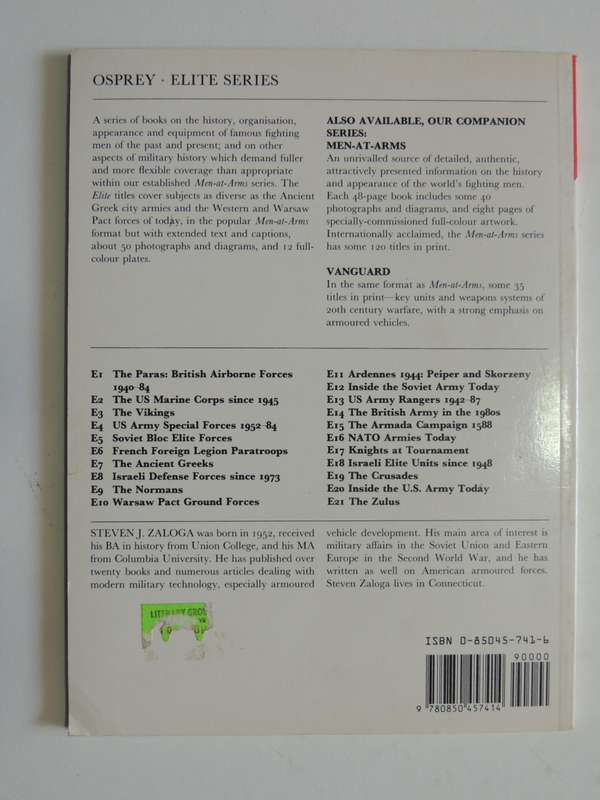 OSPREY · ELITE SERIES
A series of books on the history, organisation,
appearance and equipment of famous fighting
men of the past and present; and on other
aspects of military history which demand fuller
and more flexible coverage than appropriate
within our established Men-at-Arms series. The
Elite titles cover subjects as diverse as the Ancient
Greek city armies and the Western and Warsaw
Pact forces of today, in the popular Men-at-Arms
format but with extended text and captions,
about 50 photographs and diagrams, and 12 full-
colour plates.
ALSO AVAILABLE, OUR COMPANION
SERIES:
MEN-AT-ARMS
An unrivalled source of detailed, authentic,
attractively presented information on the history
and appearance of the world's fighting men.
Each 48-page book includes some 40
photographs and diagrams, and eight pages of
specially-commissioned full-colour artwork.
Internationally acclaimed, the Men-at-Arms series
has some 120 titles in print.
VANGUARD
In the same format as Men-at-Arms, some 35
titles in print—key units and weapons systems of
20th century warfare, with a strong emphasis on
armoured vehicles.
E1 The Paras: British Airborne Forces
1940–84
E2 The US Marine Corps since 1945
E3 The Vikings
E4 US Army Special Forces 1952–84
E5 Soviet Bloc Elite Forces
E6 French Foreign Legion Paratroops
E7 The Ancient Greeks
E8 Israeli Defense Forces since 1973
E9 The Normans
E10 Warsaw Pact Ground Forces
E11 Ardennes 1944: Peiper and Skorzeny
E12 Inside the Soviet Army Today
E13 US Army Rangers 1942–87
E14 The British Army in the 1980s
E15 The Armada Campaign 1588
E16 NATO Armies Today
E17 Knights at Tournament
E18 Israeli Elite Units since 1948
E19 The Crusades
E20 Inside the U.S. Army Today
E21 The Zulus
STEVEN J. ZALOGA was born in 1952, received
his BA in history from Union College, and his MA
from Columbia University. He has published over
twenty books and numerous articles dealing with
modern military technology, especially armoured
vehicle development. His main area of interest is
military affairs in the Soviet Union and Eastern
Europe in the Second World War, and he has
written as well on American armoured forces.
Steven Zaloga lives in Connecticut.
ISBN 0-85045-741-6
90000
9 780850 457414